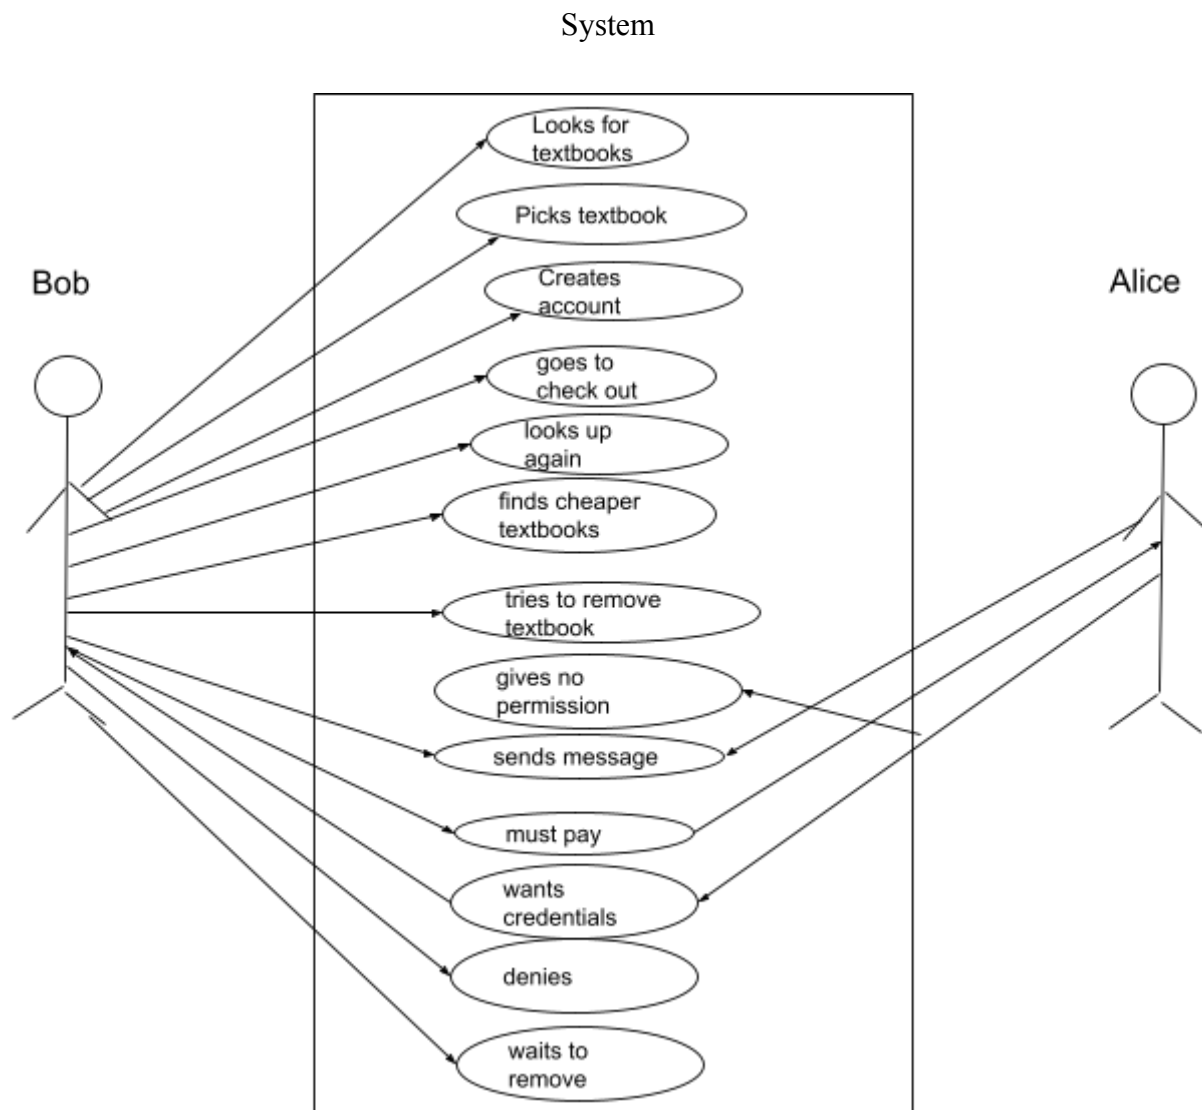 System
Looks for
textbooks
Picks textbook
Bob
Creates
account
Alice
goes to
check out
looks up
again
finds cheaper
textbooks
tries to remove
textbook
gives no
permission
sends message
must pay
wants
credentials
denies
waits to
remove